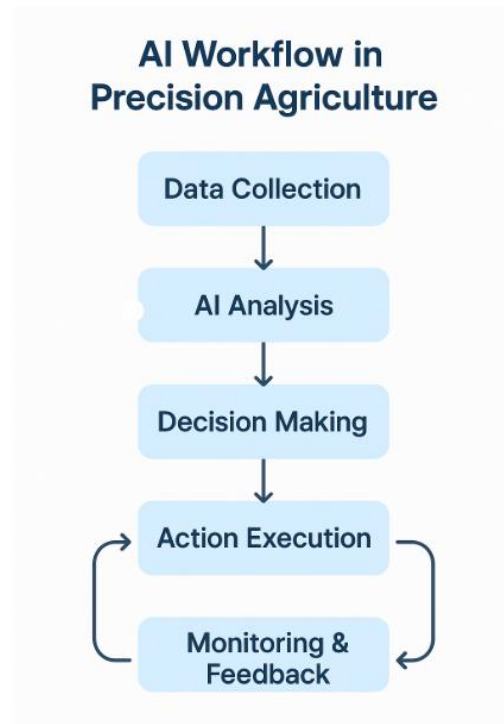 AI Workflow in
Precision Agriculture
Data Collection
AI Analysis
Decision Making
Action Execution
Monitoring &
Feedback